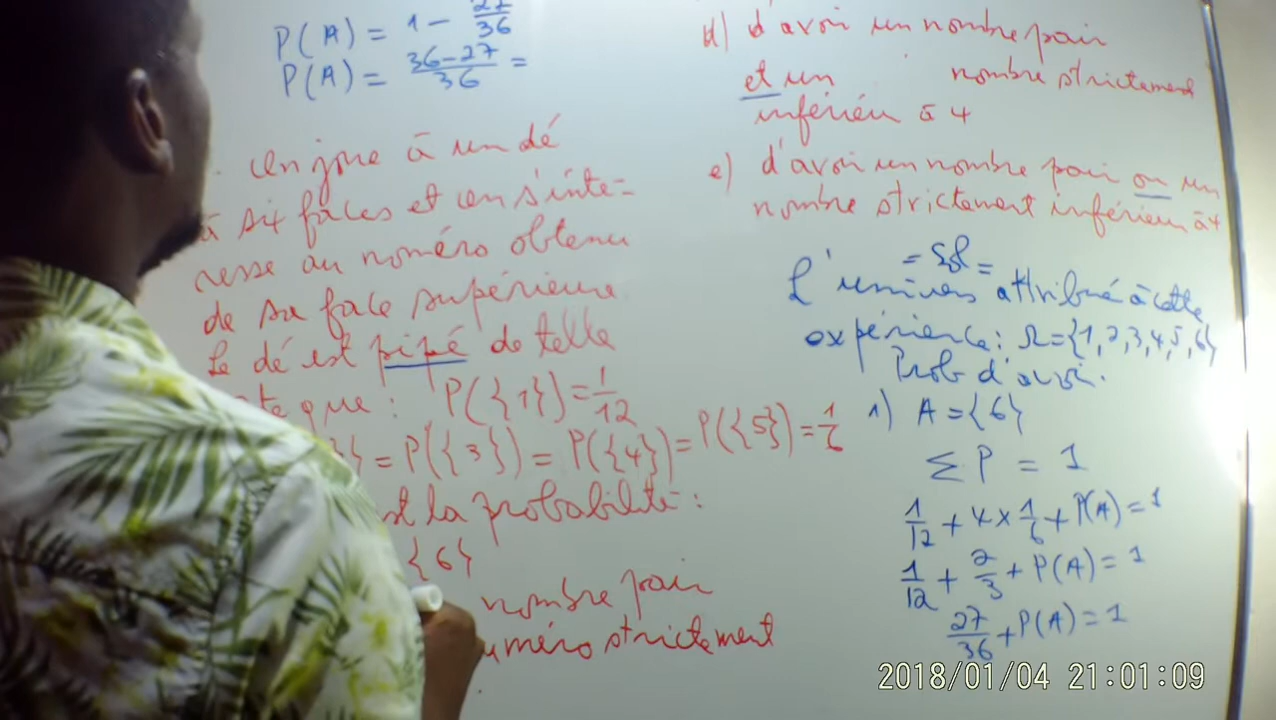 P(A) = 1 - 27/36
P(A) = 36-27/36 =
on joue à un dé
à six faces et on s'inté-
resse au numéro obtenu
de sa face supérieure
Le dé est pipé de telle
que : P({1}) = 1/12
} = P({3}) = P({4}) = P({5}) = 1/6
st la probabilité :
{6}
nombre pair
uméro strictement
d) d'avoir un nombre pair
et un nombre strictement
inférieur à 4
e) d'avoir un nombre pair ou un
nombre strictement inférieur à 4
= Sol =
L'univers attribué à cette
expérience : Ω={1,2,3,4,5,6}
Prob d'avoir.
1) A = {6}
Σ P = 1
1/12 + 4 × 1/6 + P(A) = 1
1/12 + 2/3 + P(A) = 1
27/36 + P(A) = 1
2018/01/04 21:01:09